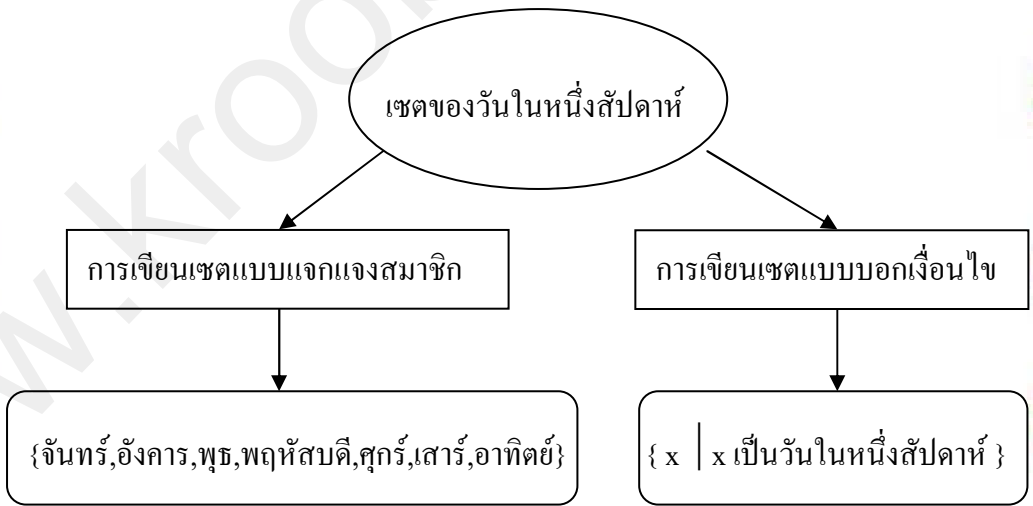 เซตของวันในหนึ่งสัปดาห์
การเขียนเซตแบบแจกแจงสมาชิก
การเขียนเซตแบบบอกเงื่อนไข
{จันทร์,อังคาร,พุธ,พฤหัสบดี,ศุกร์,เสาร์,อาทิตย์}
{ x | x เป็นวันในหนึ่งสัปดาห์ }